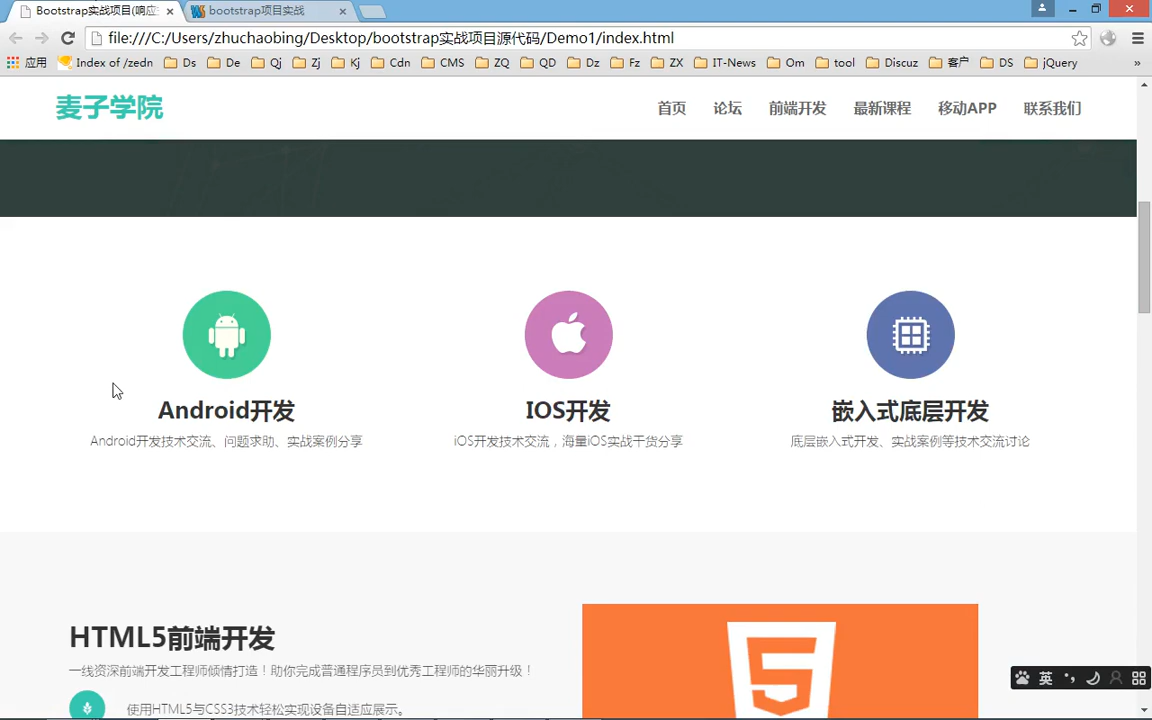 Bootstrap实战项目(响应
bootstrap项目实战
file:///C:/Users/zhuchaobing/Desktop/bootstrap实战项目源代码/Demo1/index.html
应用 Index of /zedn Ds De Qj Zj Kj Cdn CMS ZQ QD Dz Fz ZX IT-News Om tool Discuz 客户 DS jQuery »
麦子学院 首页 论坛 前端开发 最新课程 移动APP 联系我们
Android开发 IOS开发 嵌入式底层开发
Android开发技术交流、问题求助、实战案例分享 iOS开发技术交流，海量iOS实战干货分享 底层嵌入式开发、实战案例等技术交流讨论
HTML5前端开发
一线资深前端开发工程师倾情打造！助你完成普通程序员到优秀工程师的华丽升级！
使用HTML5与CSS3技术轻松实现设备自适应展示。
英